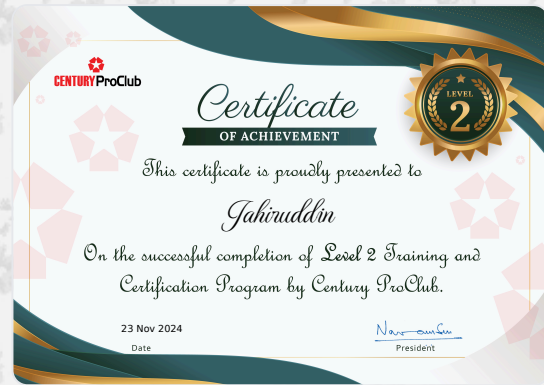 CENTURY ProClub
Certificate
OF ACHIEVEMENT
LEVEL
2
This certificate is proudly presented to
Jahiruddin
On the successful completion of Level 2 Training and
Certification Program by Century ProClub.
23 Nov 2024
Date
President